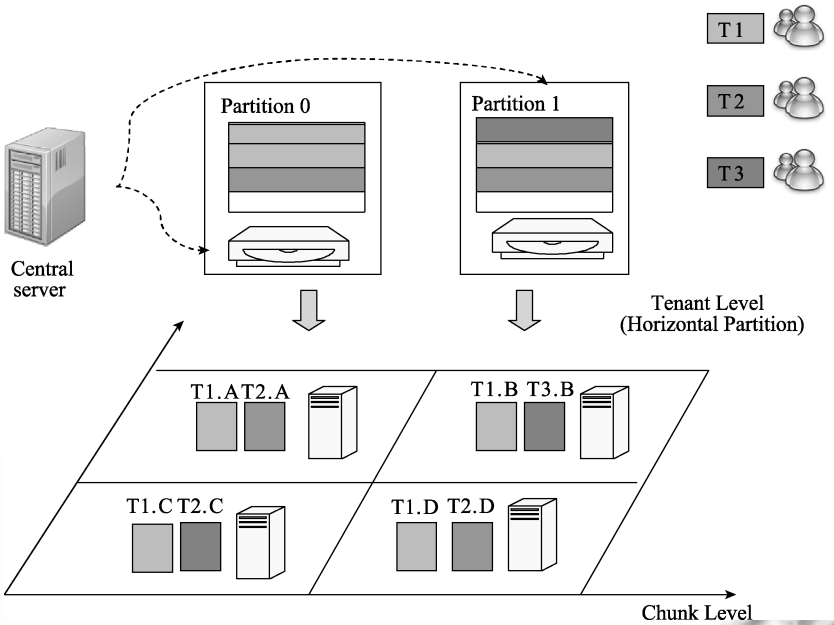 T1
Partition 0
Partition 1
T2
T3
Central
server
Tenant Level
(Horizontal Partition)
T1.A T2.A
T1.B T3.B
T1.C T2.C
T1.D T2.D
Chunk Level